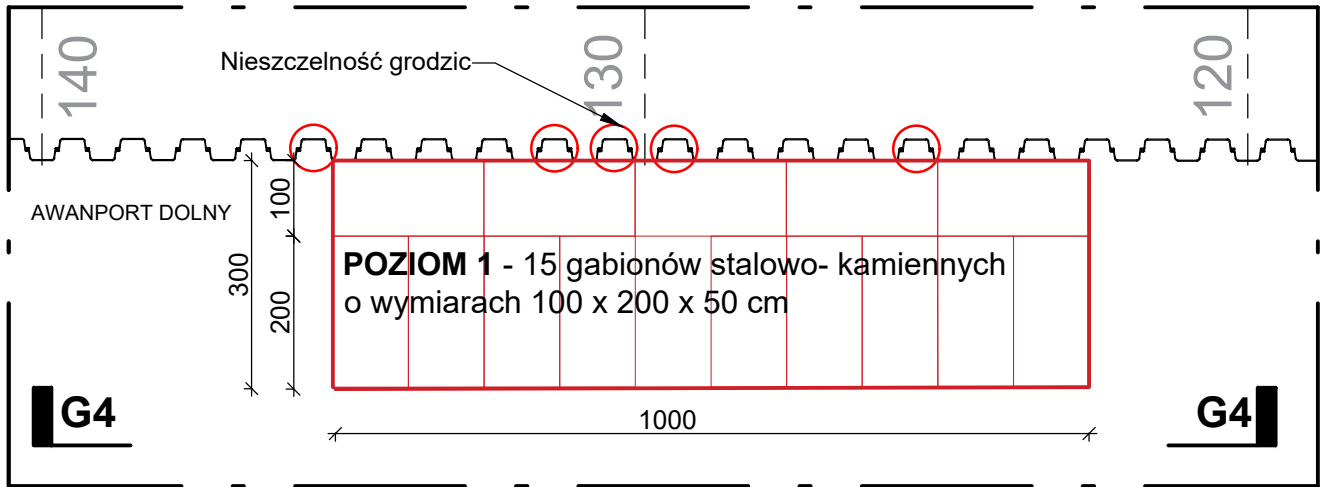 140
130
120
Nieszczelność grodzic
AWANPORT DOLNY
100
300
200
POZIOM 1 - 15 gabionów stalowo- kamiennych
o wymiarach 100 x 200 x 50 cm
G4
G4
1000